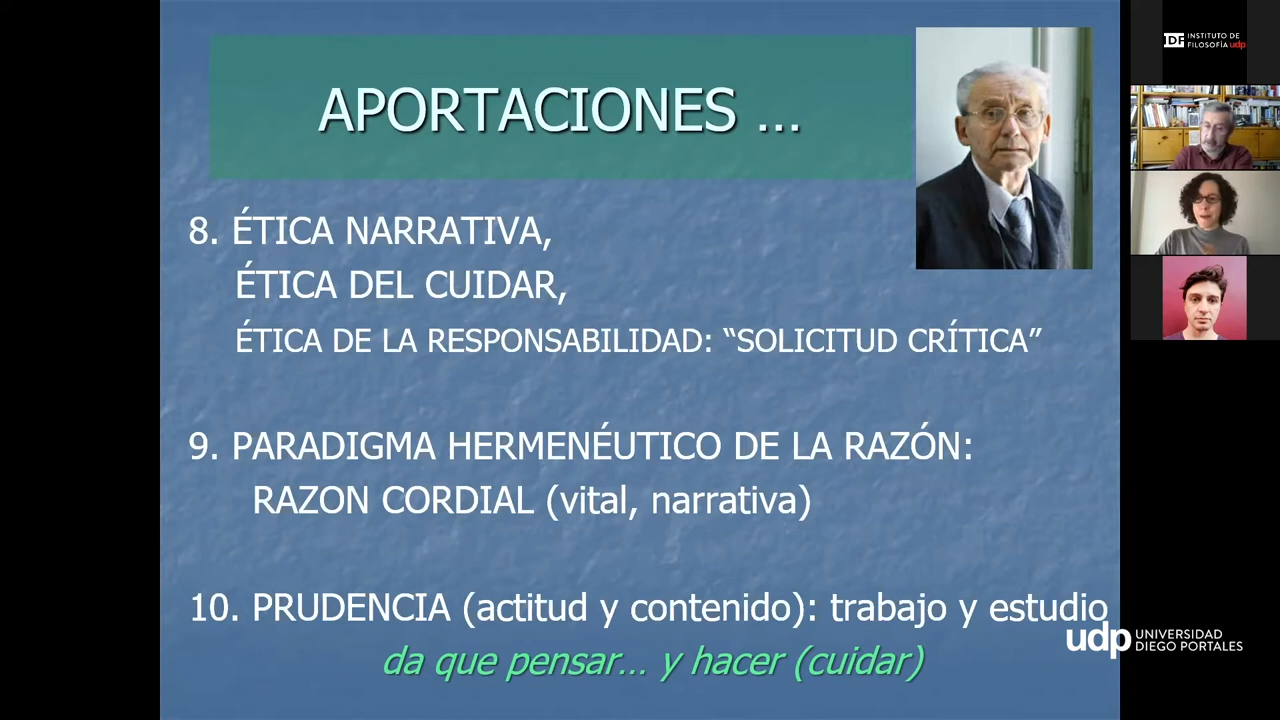 APORTACIONES ...
8. ÉTICA NARRATIVA,
ÉTICA DEL CUIDAR,
ÉTICA DE LA RESPONSABILIDAD: “SOLICITUD CRÍTICA”
9. PARADIGMA HERMENÉUTICO DE LA RAZÓN:
RAZON CORDIAL (vital, narrativa)
10. PRUDENCIA (actitud y contenido): trabajo y estudio
da que pensar... y hacer (cuidar)
IDF INSTITUTO DE
FILOSOFÍA udp
udp UNIVERSIDAD
DIEGO PORTALES